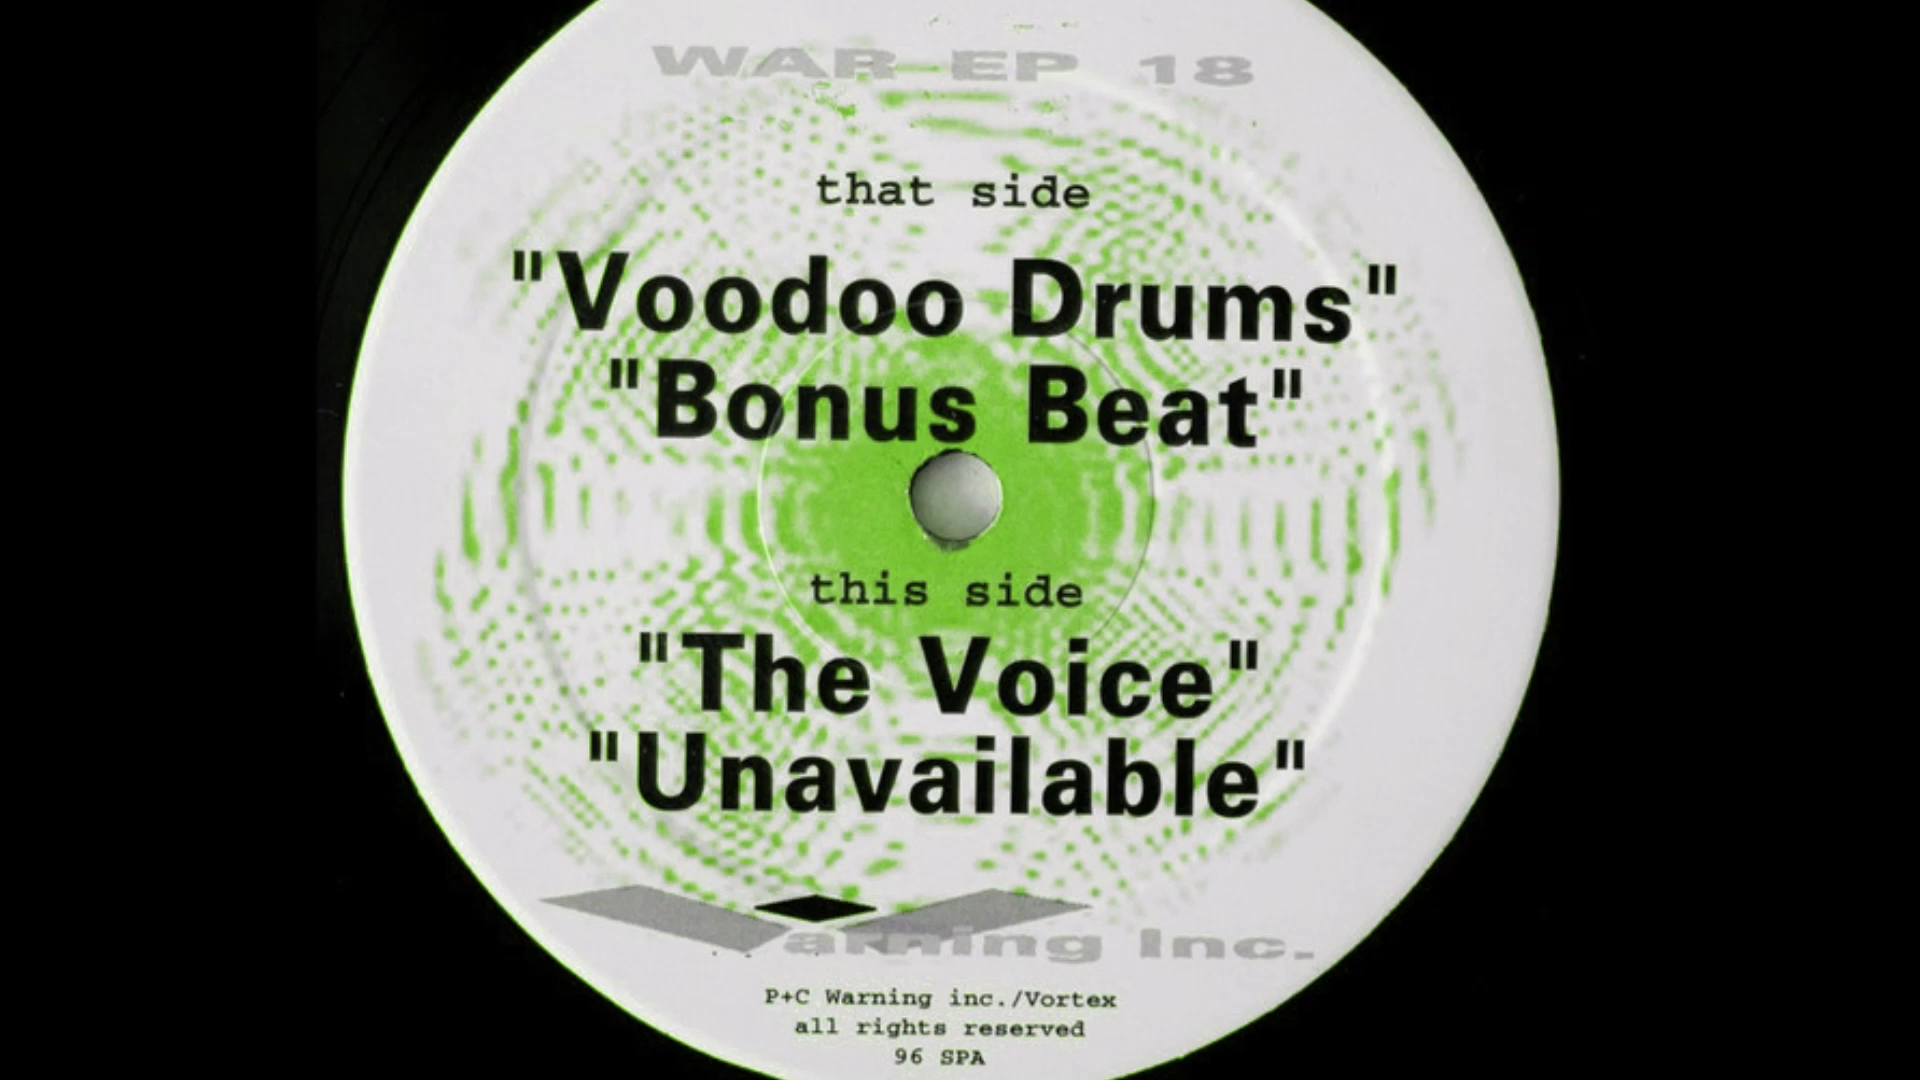 WAR EP 18
that side
"Voodoo Drums"
"Bonus Beat"
this side
"The Voice"
"Unavailable"
Warning Inc.
P+C Warning inc./Vortex
all rights reserved
96 SPA